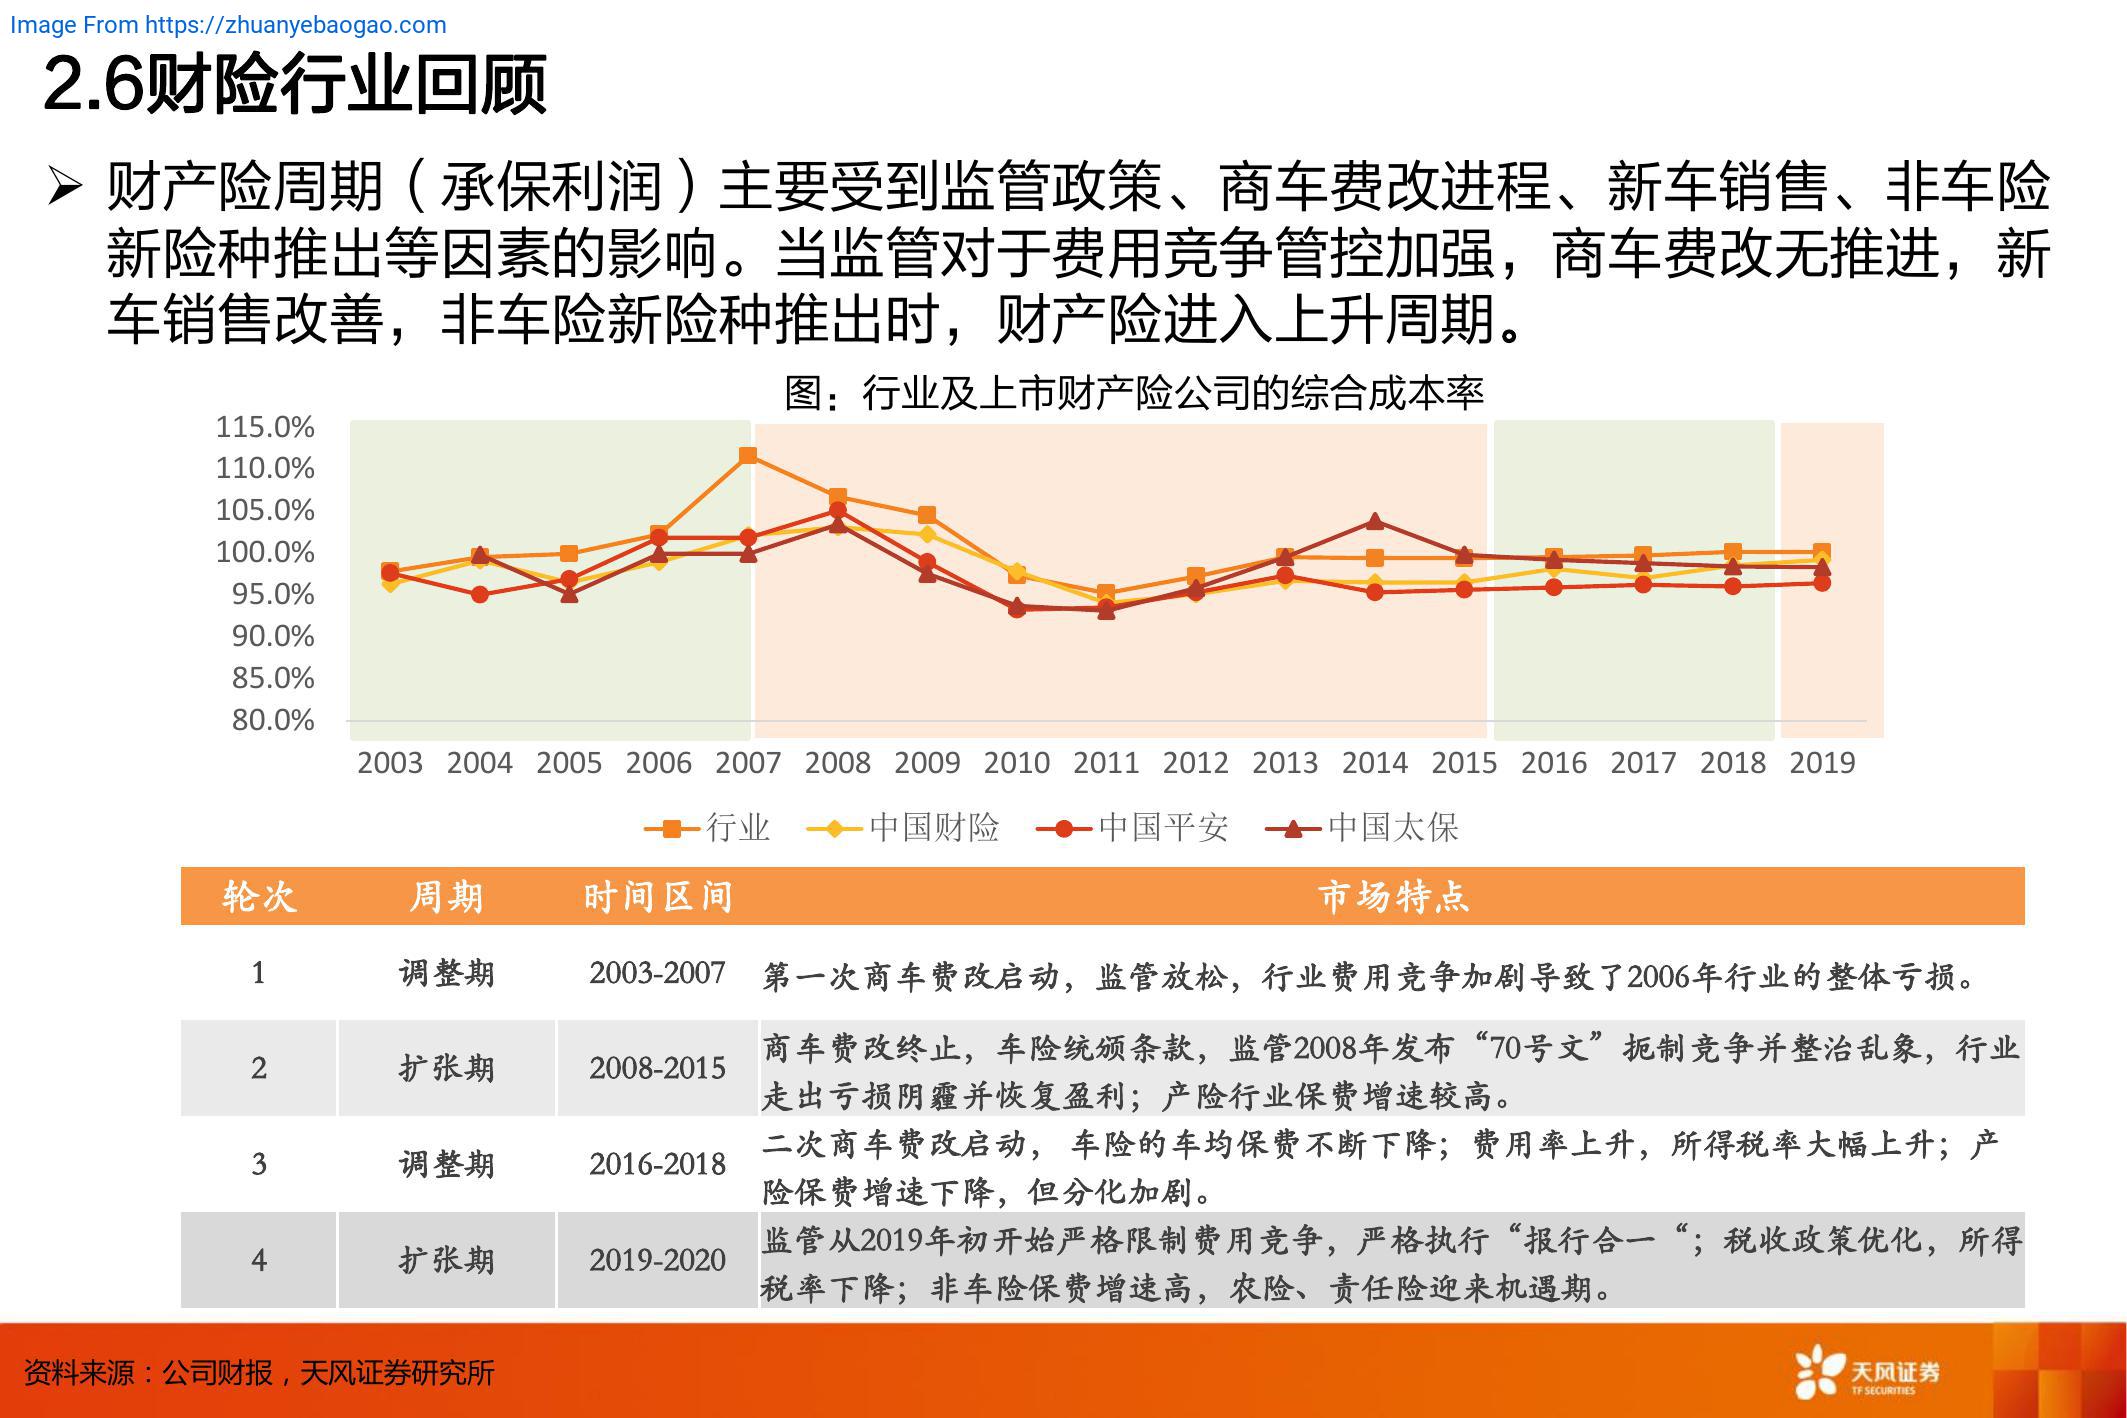 Image From https://zhuanyebaogao.com
2.6财险行业回顾
➢ 财产险周期（承保利润）主要受到监管政策、商车费改进程、新车销售、非车险
新险种推出等因素的影响。当监管对于费用竞争管控加强，商车费改无推进，新
车销售改善，非车险新险种推出时，财产险进入上升周期。
图：行业及上市财产险公司的综合成本率
115.0%
110.0%
105.0%
100.0%
95.0%
90.0%
85.0%
80.0%
2003 2004 2005 2006 2007 2008 2009 2010 2011 2012 2013 2014 2015 2016 2017 2018 2019
行业 中国财险 中国平安 中国太保
轮次 周期 时间区间 市场特点
1 调整期 2003-2007 第一次商车费改启动，监管放松，行业费用竞争加剧导致了2006年行业的整体亏损。
2 扩张期 2008-2015 商车费改终止，车险统颁条款，监管2008年发布“70号文”扼制竞争并整治乱象，行业
走出亏损阴霾并恢复盈利；产险行业保费增速较高。
3 调整期 2016-2018 二次商车费改启动， 车险的车均保费不断下降；费用率上升，所得税率大幅上升；产
险保费增速下降，但分化加剧。
4 扩张期 2019-2020 监管从2019年初开始严格限制费用竞争，严格执行“报行合一“；税收政策优化，所得
税率下降；非车险保费增速高，农险、责任险迎来机遇期。
资料来源：公司财报，天风证券研究所
天风证券
TF SECURITIES